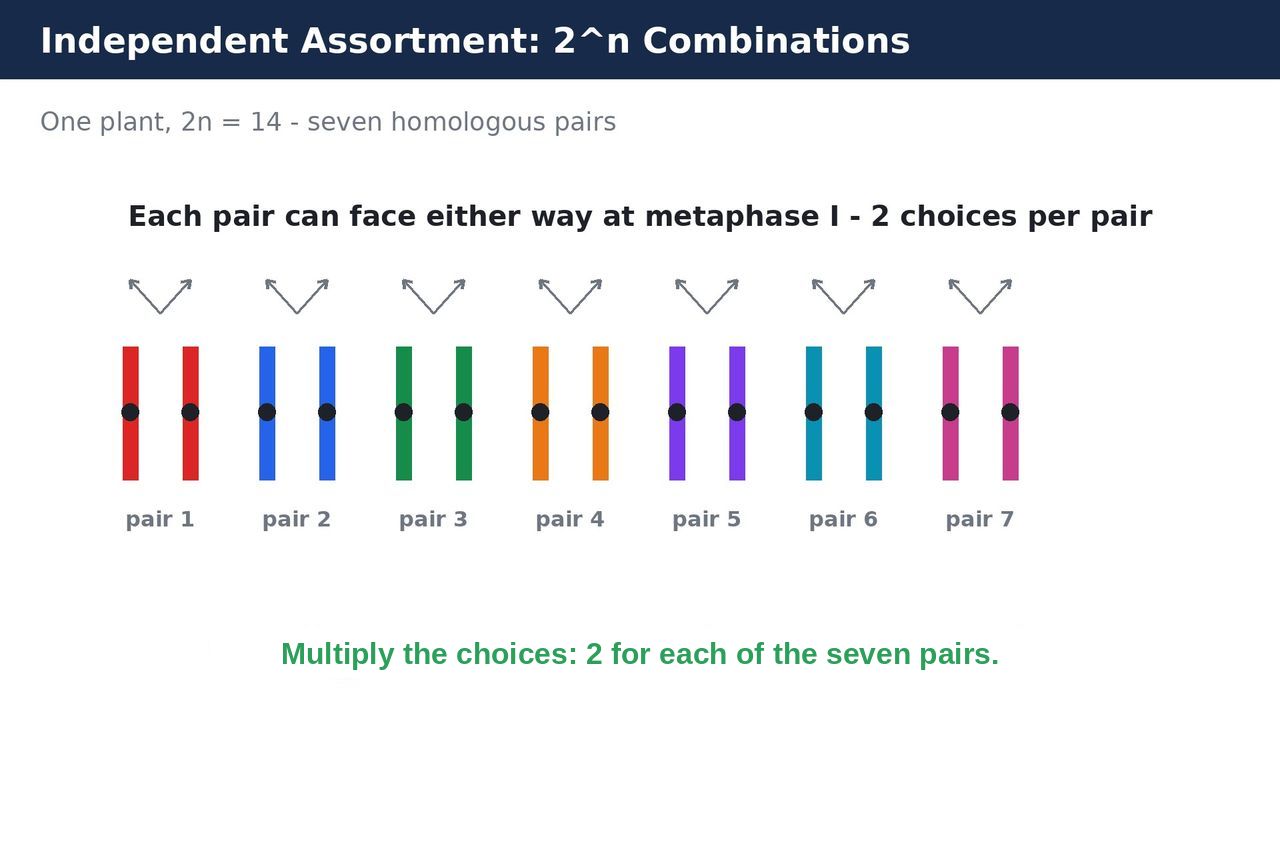 Independent Assortment: 2^n Combinations
One plant, 2n = 14 - seven homologous pairs
Each pair can face either way at metaphase I - 2 choices per pair
pair 1 pair 2 pair 3 pair 4 pair 5 pair 6 pair 7
Multiply the choices: 2 for each of the seven pairs.